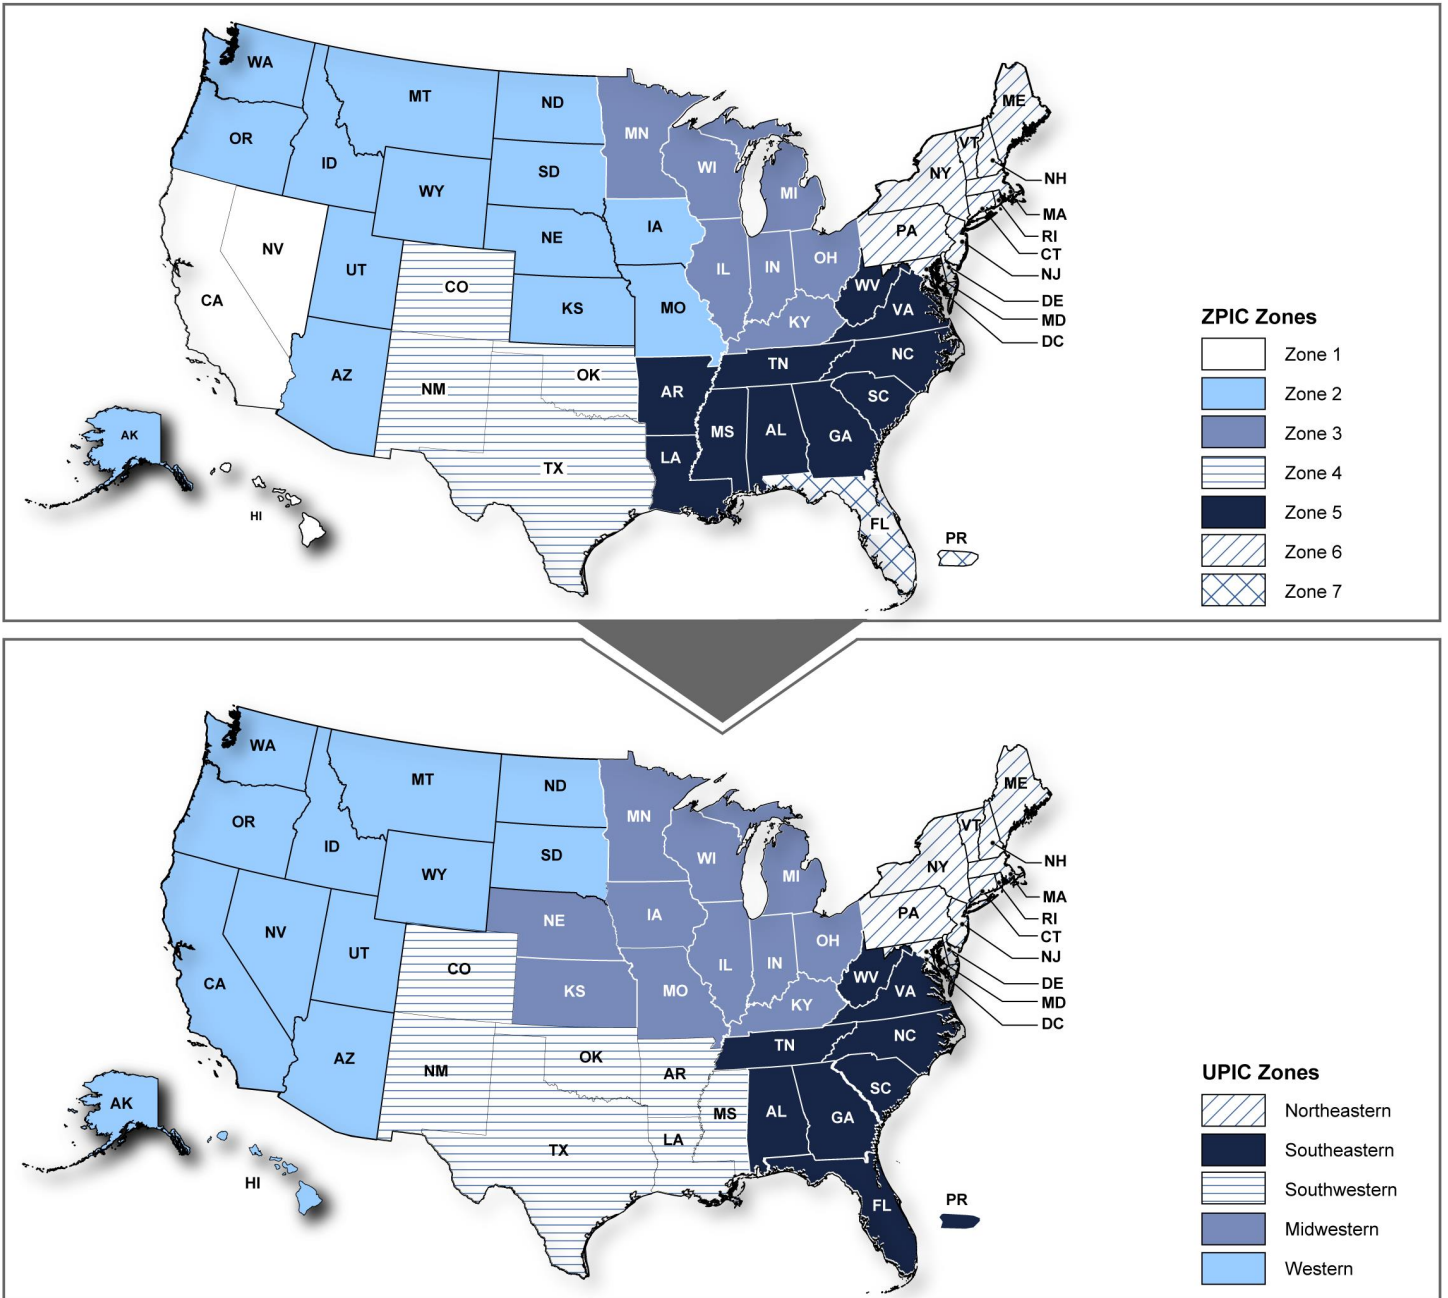 WA
MT
ND
MN
ME
OR
ID
SD
WI
VT
WY
MI
NY
NH
MA
NE
IA
PA
RI
NV
CT
UT
IL
IN
OH
NJ
CO
WV
DE
CA
KS
MO
KY
VA
MD
DC
AZ
NM
OK
AR
TN
NC
SC
MS
AL
GA
AK
LA
TX
HI
FL
PR
ZPIC Zones
Zone 1
Zone 2
Zone 3
Zone 4
Zone 5
Zone 6
Zone 7
WA
MT
ND
MN
ME
OR
ID
SD
WI
VT
WY
MI
NY
NH
MA
NE
IA
PA
RI
NV
CT
UT
IL
IN
OH
NJ
CO
WV
DE
CA
KS
MO
KY
VA
MD
DC
AZ
NM
OK
AR
TN
NC
SC
MS
AL
GA
AK
LA
TX
HI
FL
PR
UPIC Zones
Northeastern
Southeastern
Southwestern
Midwestern
Western